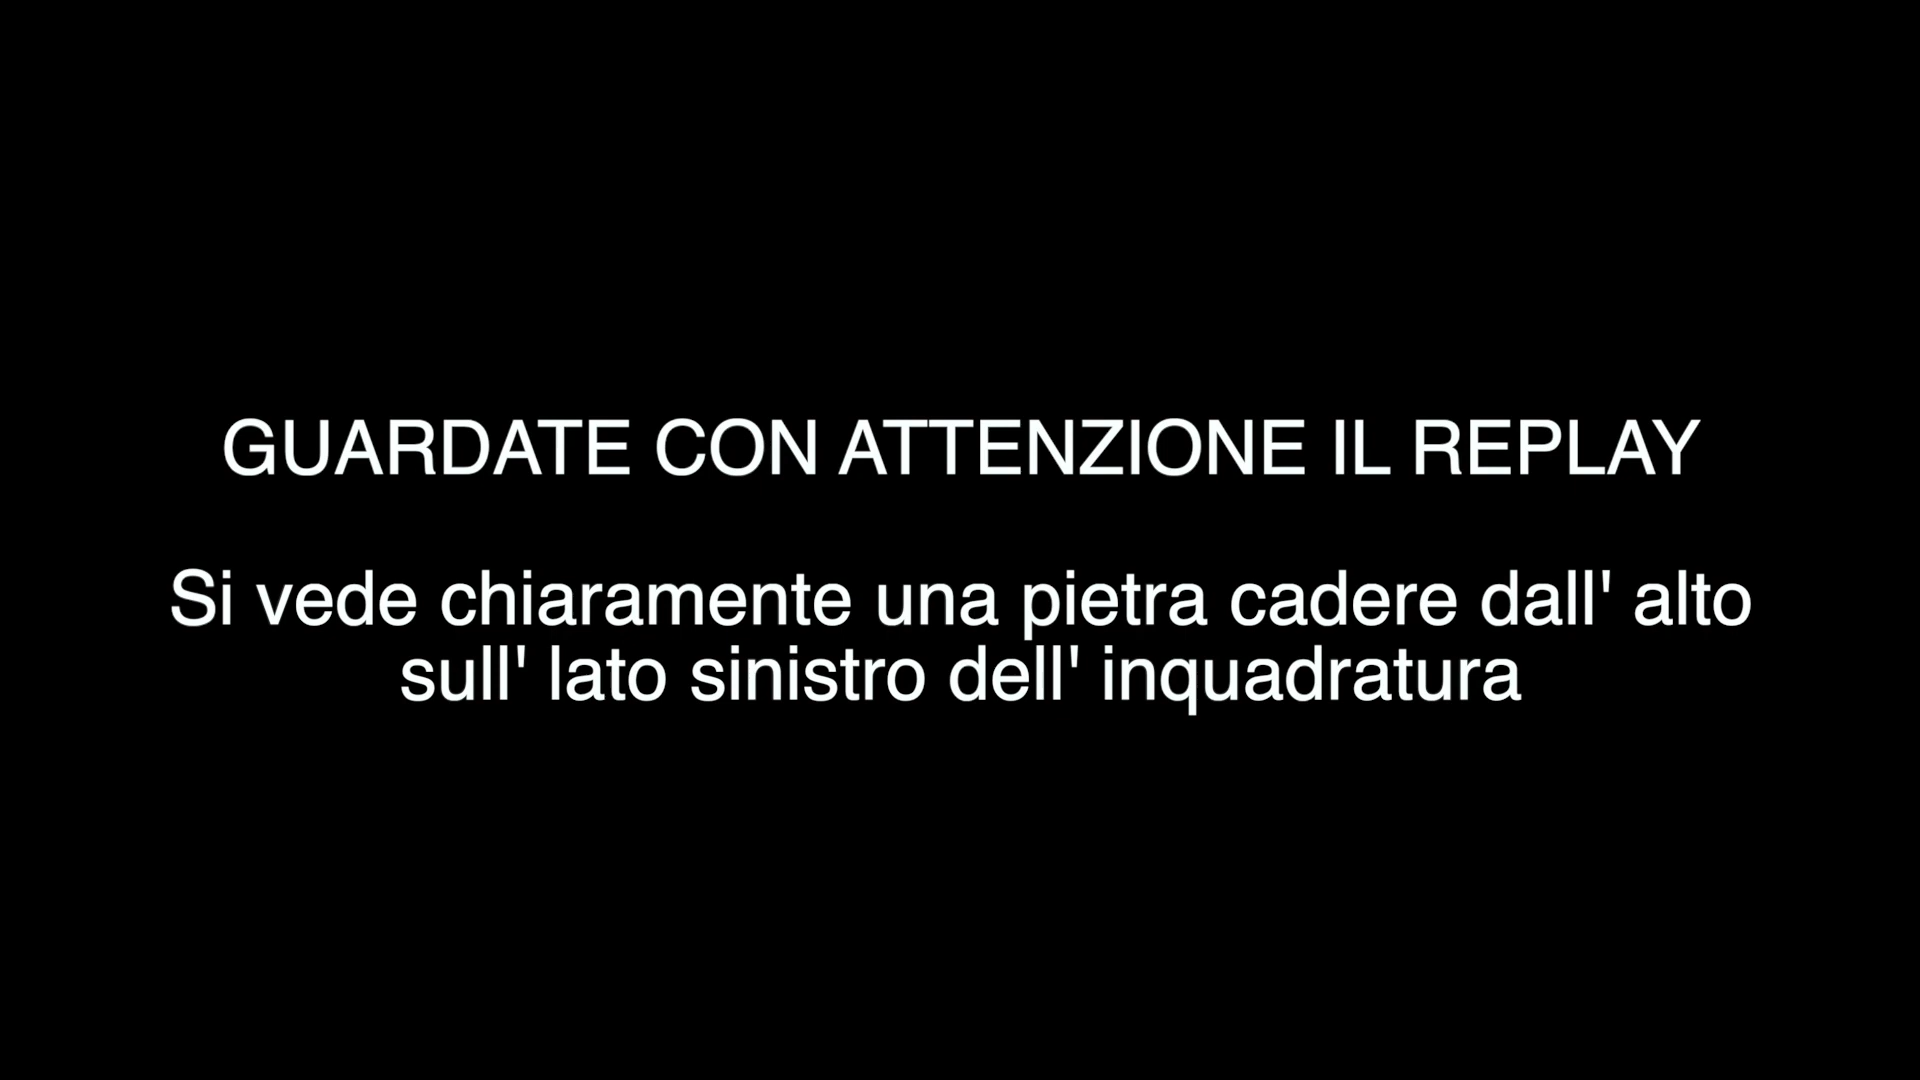 GUARDATE CON ATTENZIONE IL REPLAY
Si vede chiaramente una pietra cadere dall' alto
sull' lato sinistro dell' inquadratura